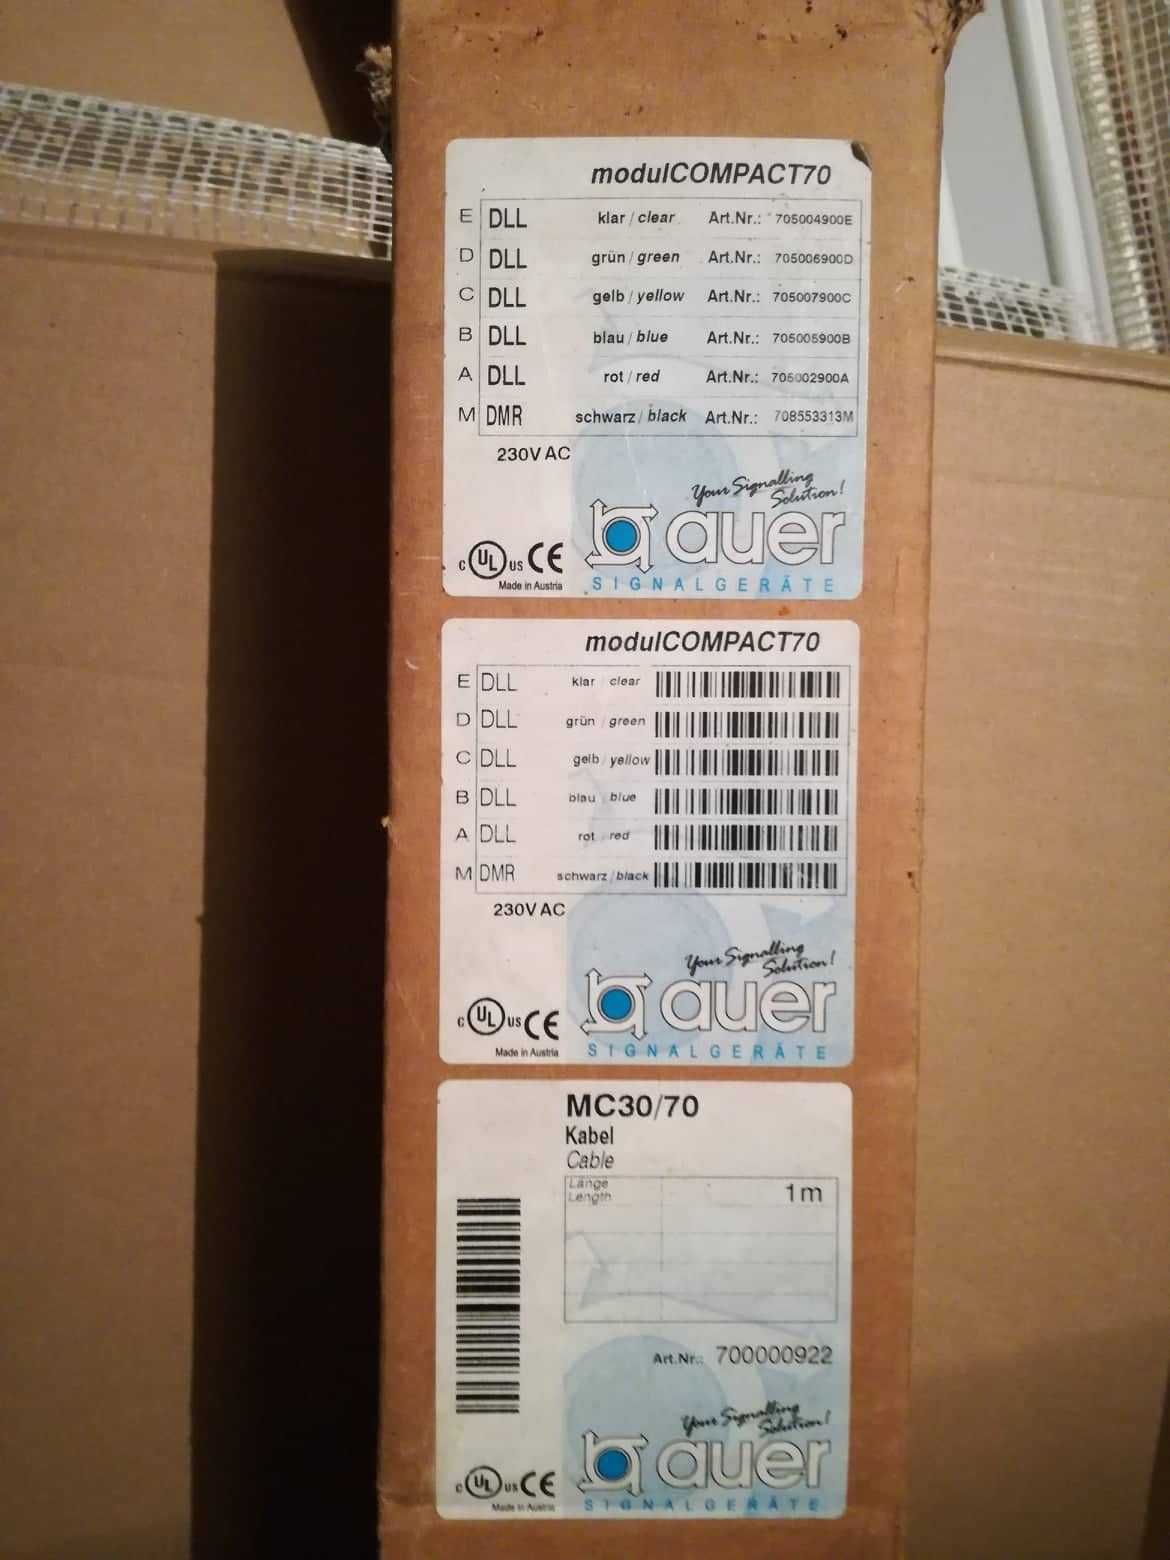 modulCOMPACT70
E DLL klar / clear Art.Nr.: 705004900E
D DLL grün / green Art.Nr.: 705006900D
C DLL gelb / yellow Art.Nr.: 705007900C
B DLL blau / blue Art.Nr.: 705005900B
A DLL rot / red Art.Nr.: 705002900A
M DMR schwarz / black Art.Nr.: 708553313M
230V AC
Your Signalling
Solution!
auer
c UL US CE
Made in Austria
SIGNALGERÄTE
modulCOMPACT70
E DLL klar / clear
D DLL grün / green
C DLL gelb / yellow
B DLL blau / blue
A DLL rot / red
M DMR schwarz / black
230V AC
Your Signalling
Solution!
auer
c UL US CE
Made in Austria
SIGNALGERÄTE
MC30/70
Kabel
Cable
Länge 1m
Length
Art.Nr.: 700000922
Your Signalling
Solution!
auer
c UL US CE
Made in Austria
SIGNALGERÄTE